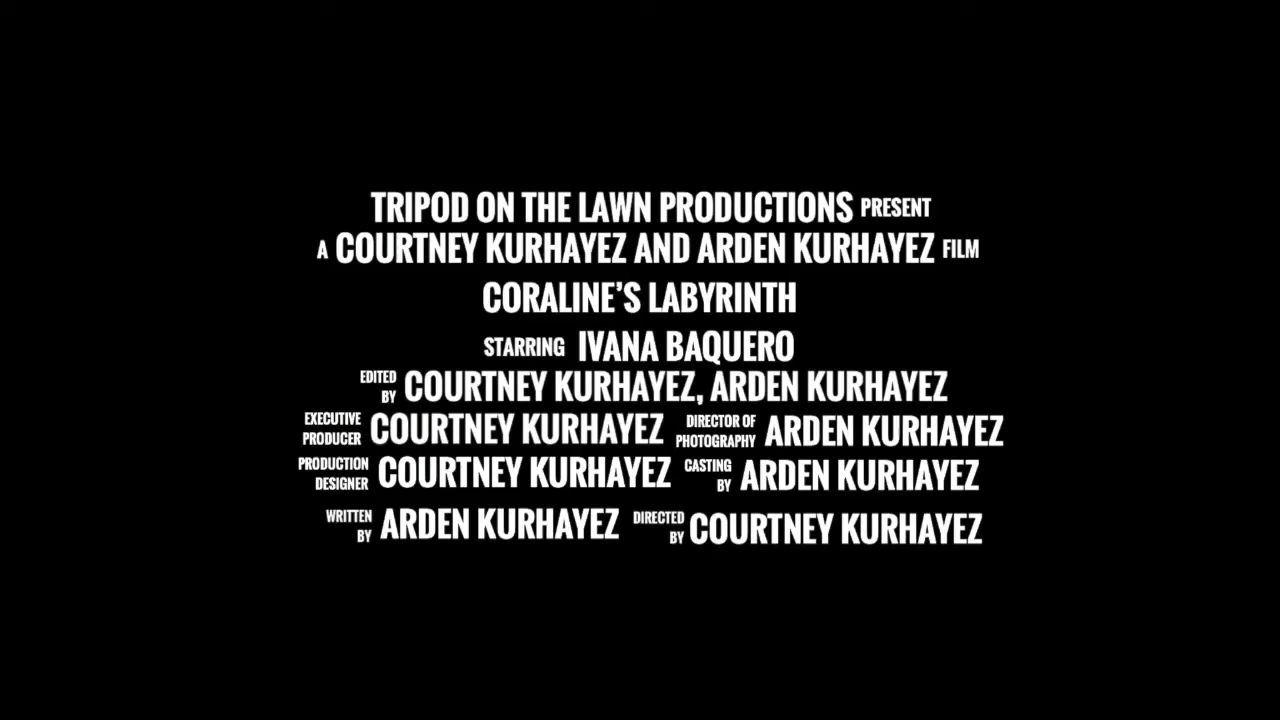 TRIPOD ON THE LAWN PRODUCTIONS PRESENT
A COURTNEY KURHAYEZ AND ARDEN KURHAYEZ FILM
CORALINE'S LABYRINTH
STARRING IVANA BAQUERO
EDITED BY COURTNEY KURHAYEZ, ARDEN KURHAYEZ
EXECUTIVE PRODUCER COURTNEY KURHAYEZ DIRECTOR OF PHOTOGRAPHY ARDEN KURHAYEZ
PRODUCTION DESIGNER COURTNEY KURHAYEZ CASTING BY ARDEN KURHAYEZ
WRITTEN BY ARDEN KURHAYEZ DIRECTED BY COURTNEY KURHAYEZ